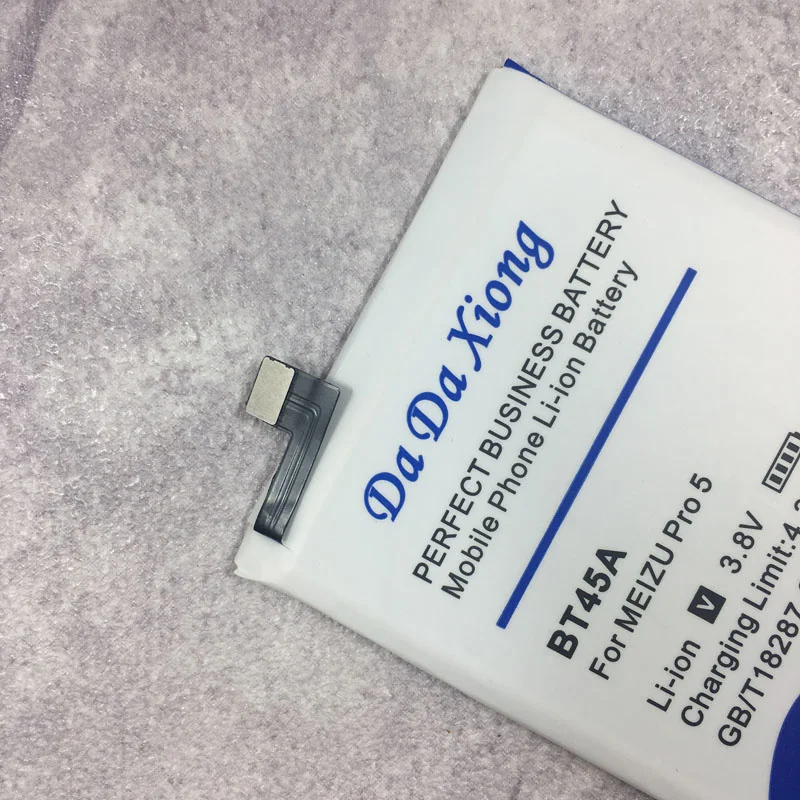 Da Da Xiong
PERFECT BUSINESS BATTERY
Mobile Phone Li-ion Battery
BT45A
For MEIZU Pro 5
Li-ion V 3.8V
Charging Limit:4.
GB/T18287